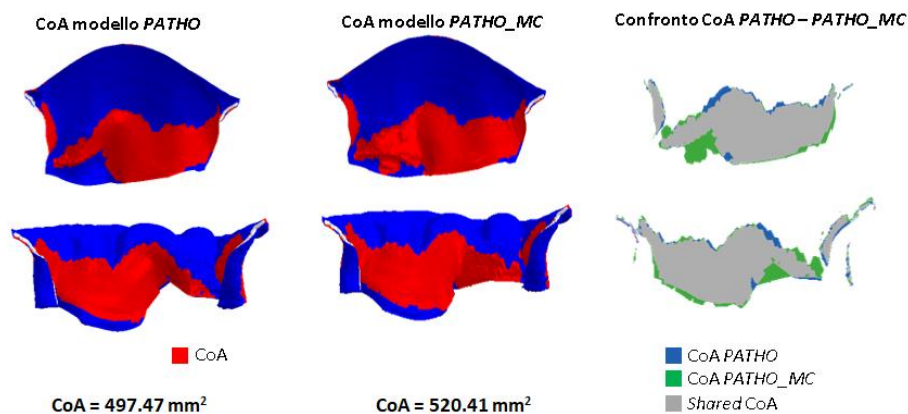 CoA modello PATHO
CoA modello PATHO_MC
Confronto CoA PATHO – PATHO_MC
CoA
CoA PATHO
CoA PATHO_MC
Shared CoA
CoA = 497.47 mm²
CoA = 520.41 mm²